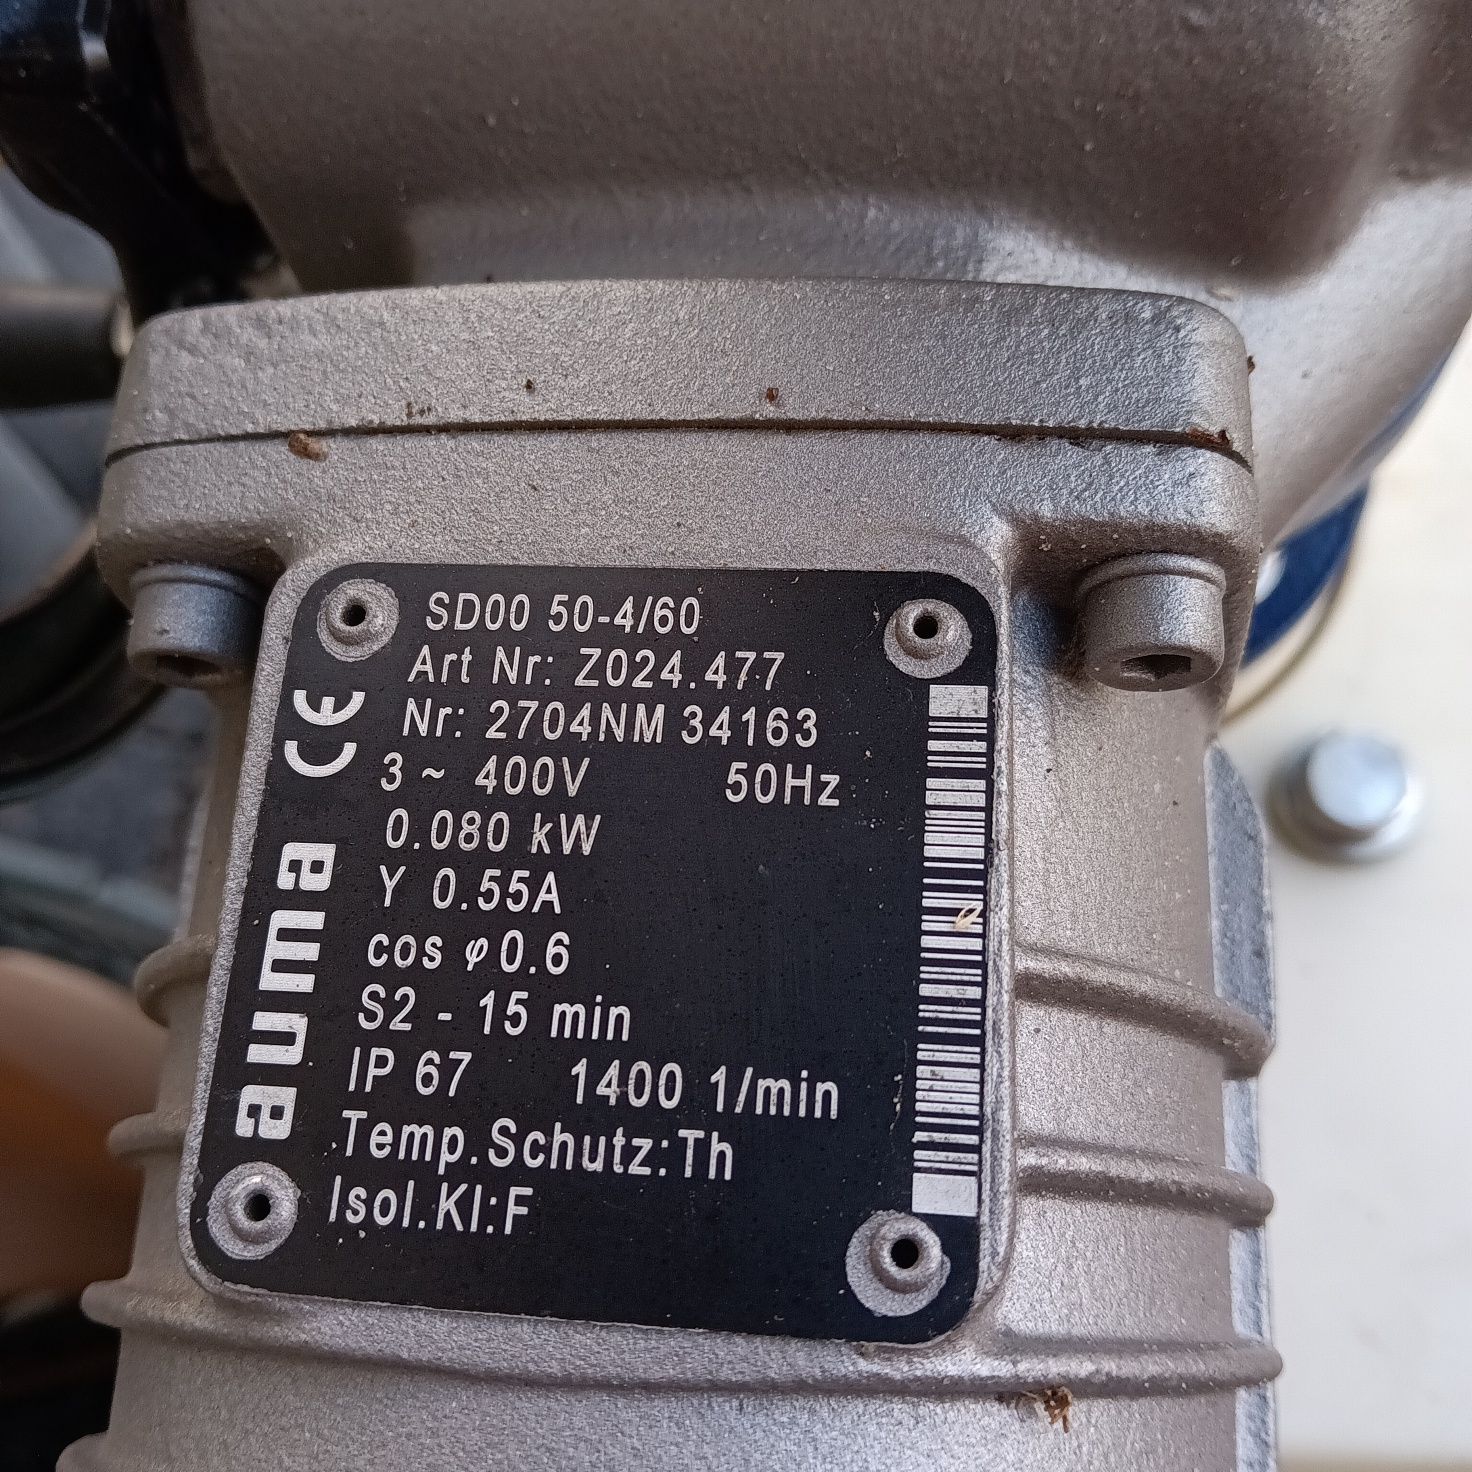 SD00 50-4/60
Art Nr: Z024.477
Nr: 2704NM 34163
3 ~ 400V 50Hz
0.080 kW
Y 0.55A
cos φ 0.6
S2 - 15 min
IP 67 1400 1/min
Temp.Schutz:Th
Isol.Kl:F
auma CE